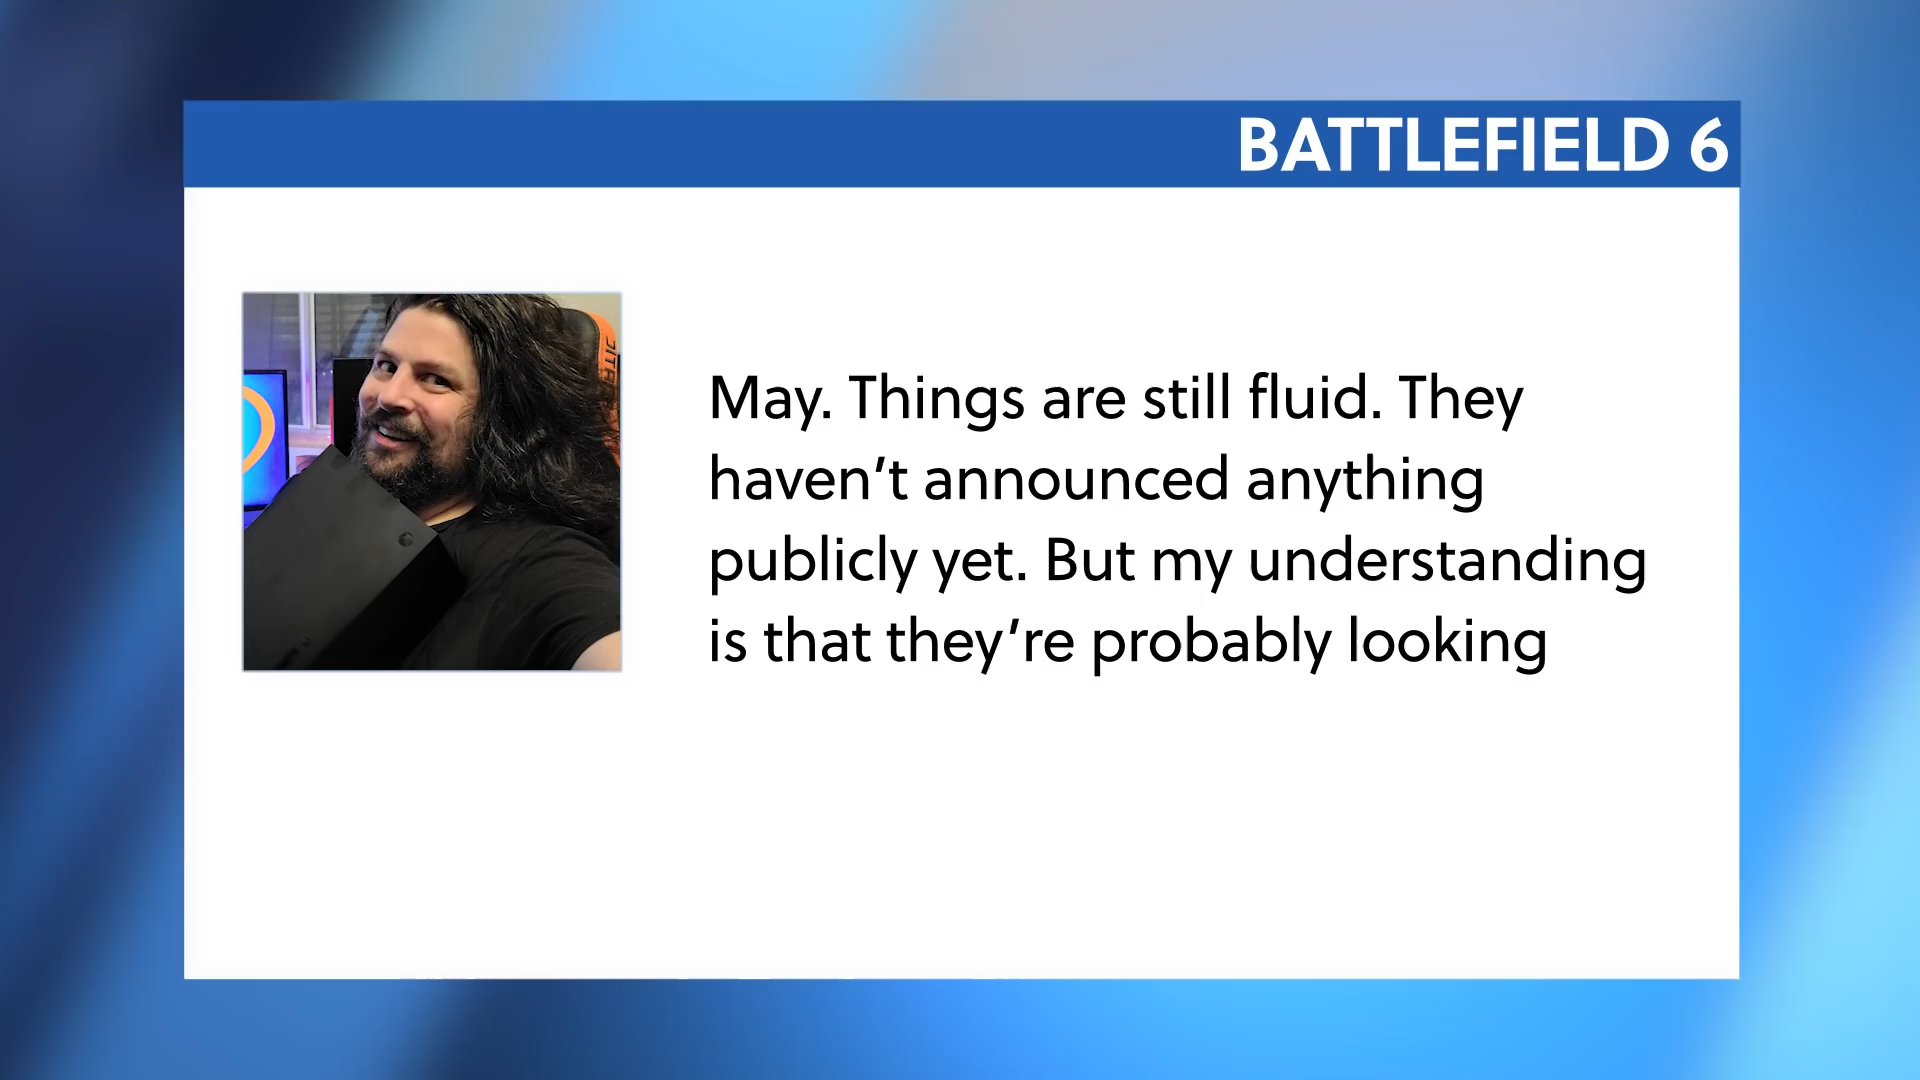 BATTLEFIELD 6
May. Things are still fluid. They
haven't announced anything
publicly yet. But my understanding
is that they're probably looking